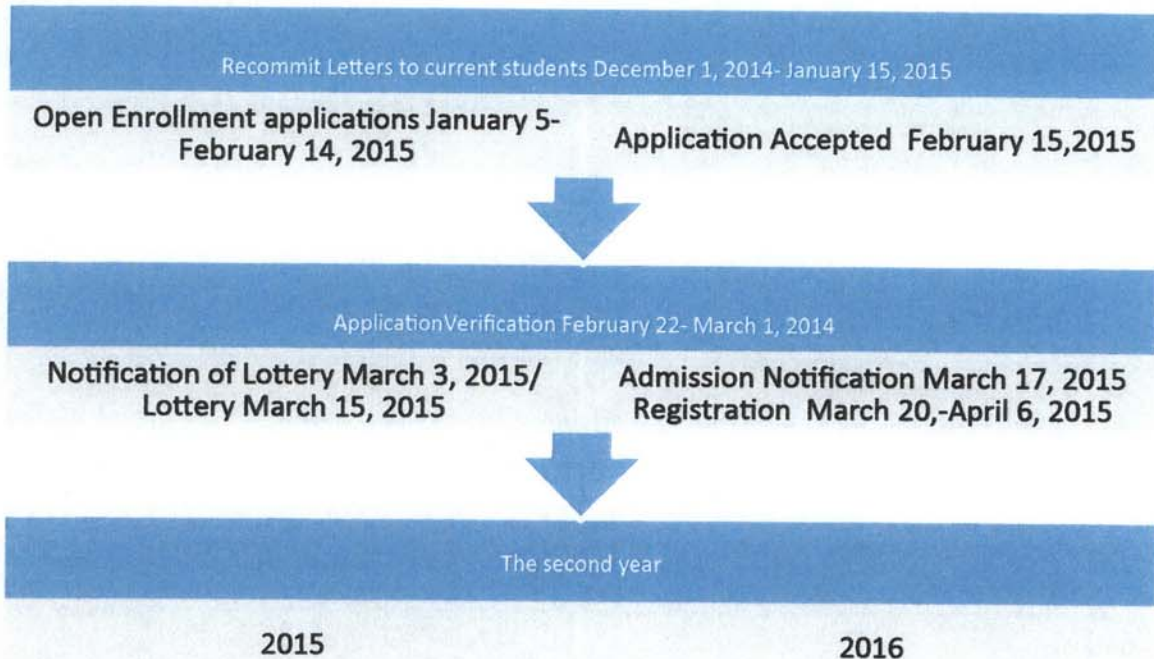 Recommit Letters to current students December 1, 2014- January 15, 2015
Open Enrollment applications January 5-
February 14, 2015
Application Accepted February 15,2015
ApplicationVerification February 22- March 1, 2014
Notification of Lottery March 3, 2015/
Lottery March 15, 2015
Admission Notification March 17, 2015
Registration March 20,-April 6, 2015
The second year
2015
2016